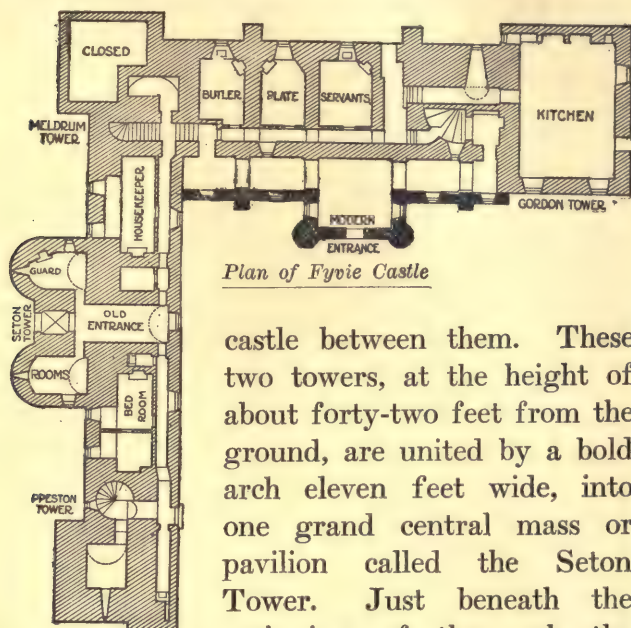 CLOSED
BUTLER
PLATE
SERVANTS
KITCHEN
MELDRUM
TOWER
HOUSEKEEPER
GORDON TOWER
MODERN
ENTRANCE
GUARD
Plan of Fyvie Castle
SETON
TOWER
OLD
ENTRANCE
ROOMS
BED
ROOM
PPESTON
TOWER
castle between them. These
two towers, at the height of
about forty-two feet from the
ground, are united by a bold
arch eleven feet wide, into
one grand central mass or
pavilion called the Seton
Tower. Just beneath the